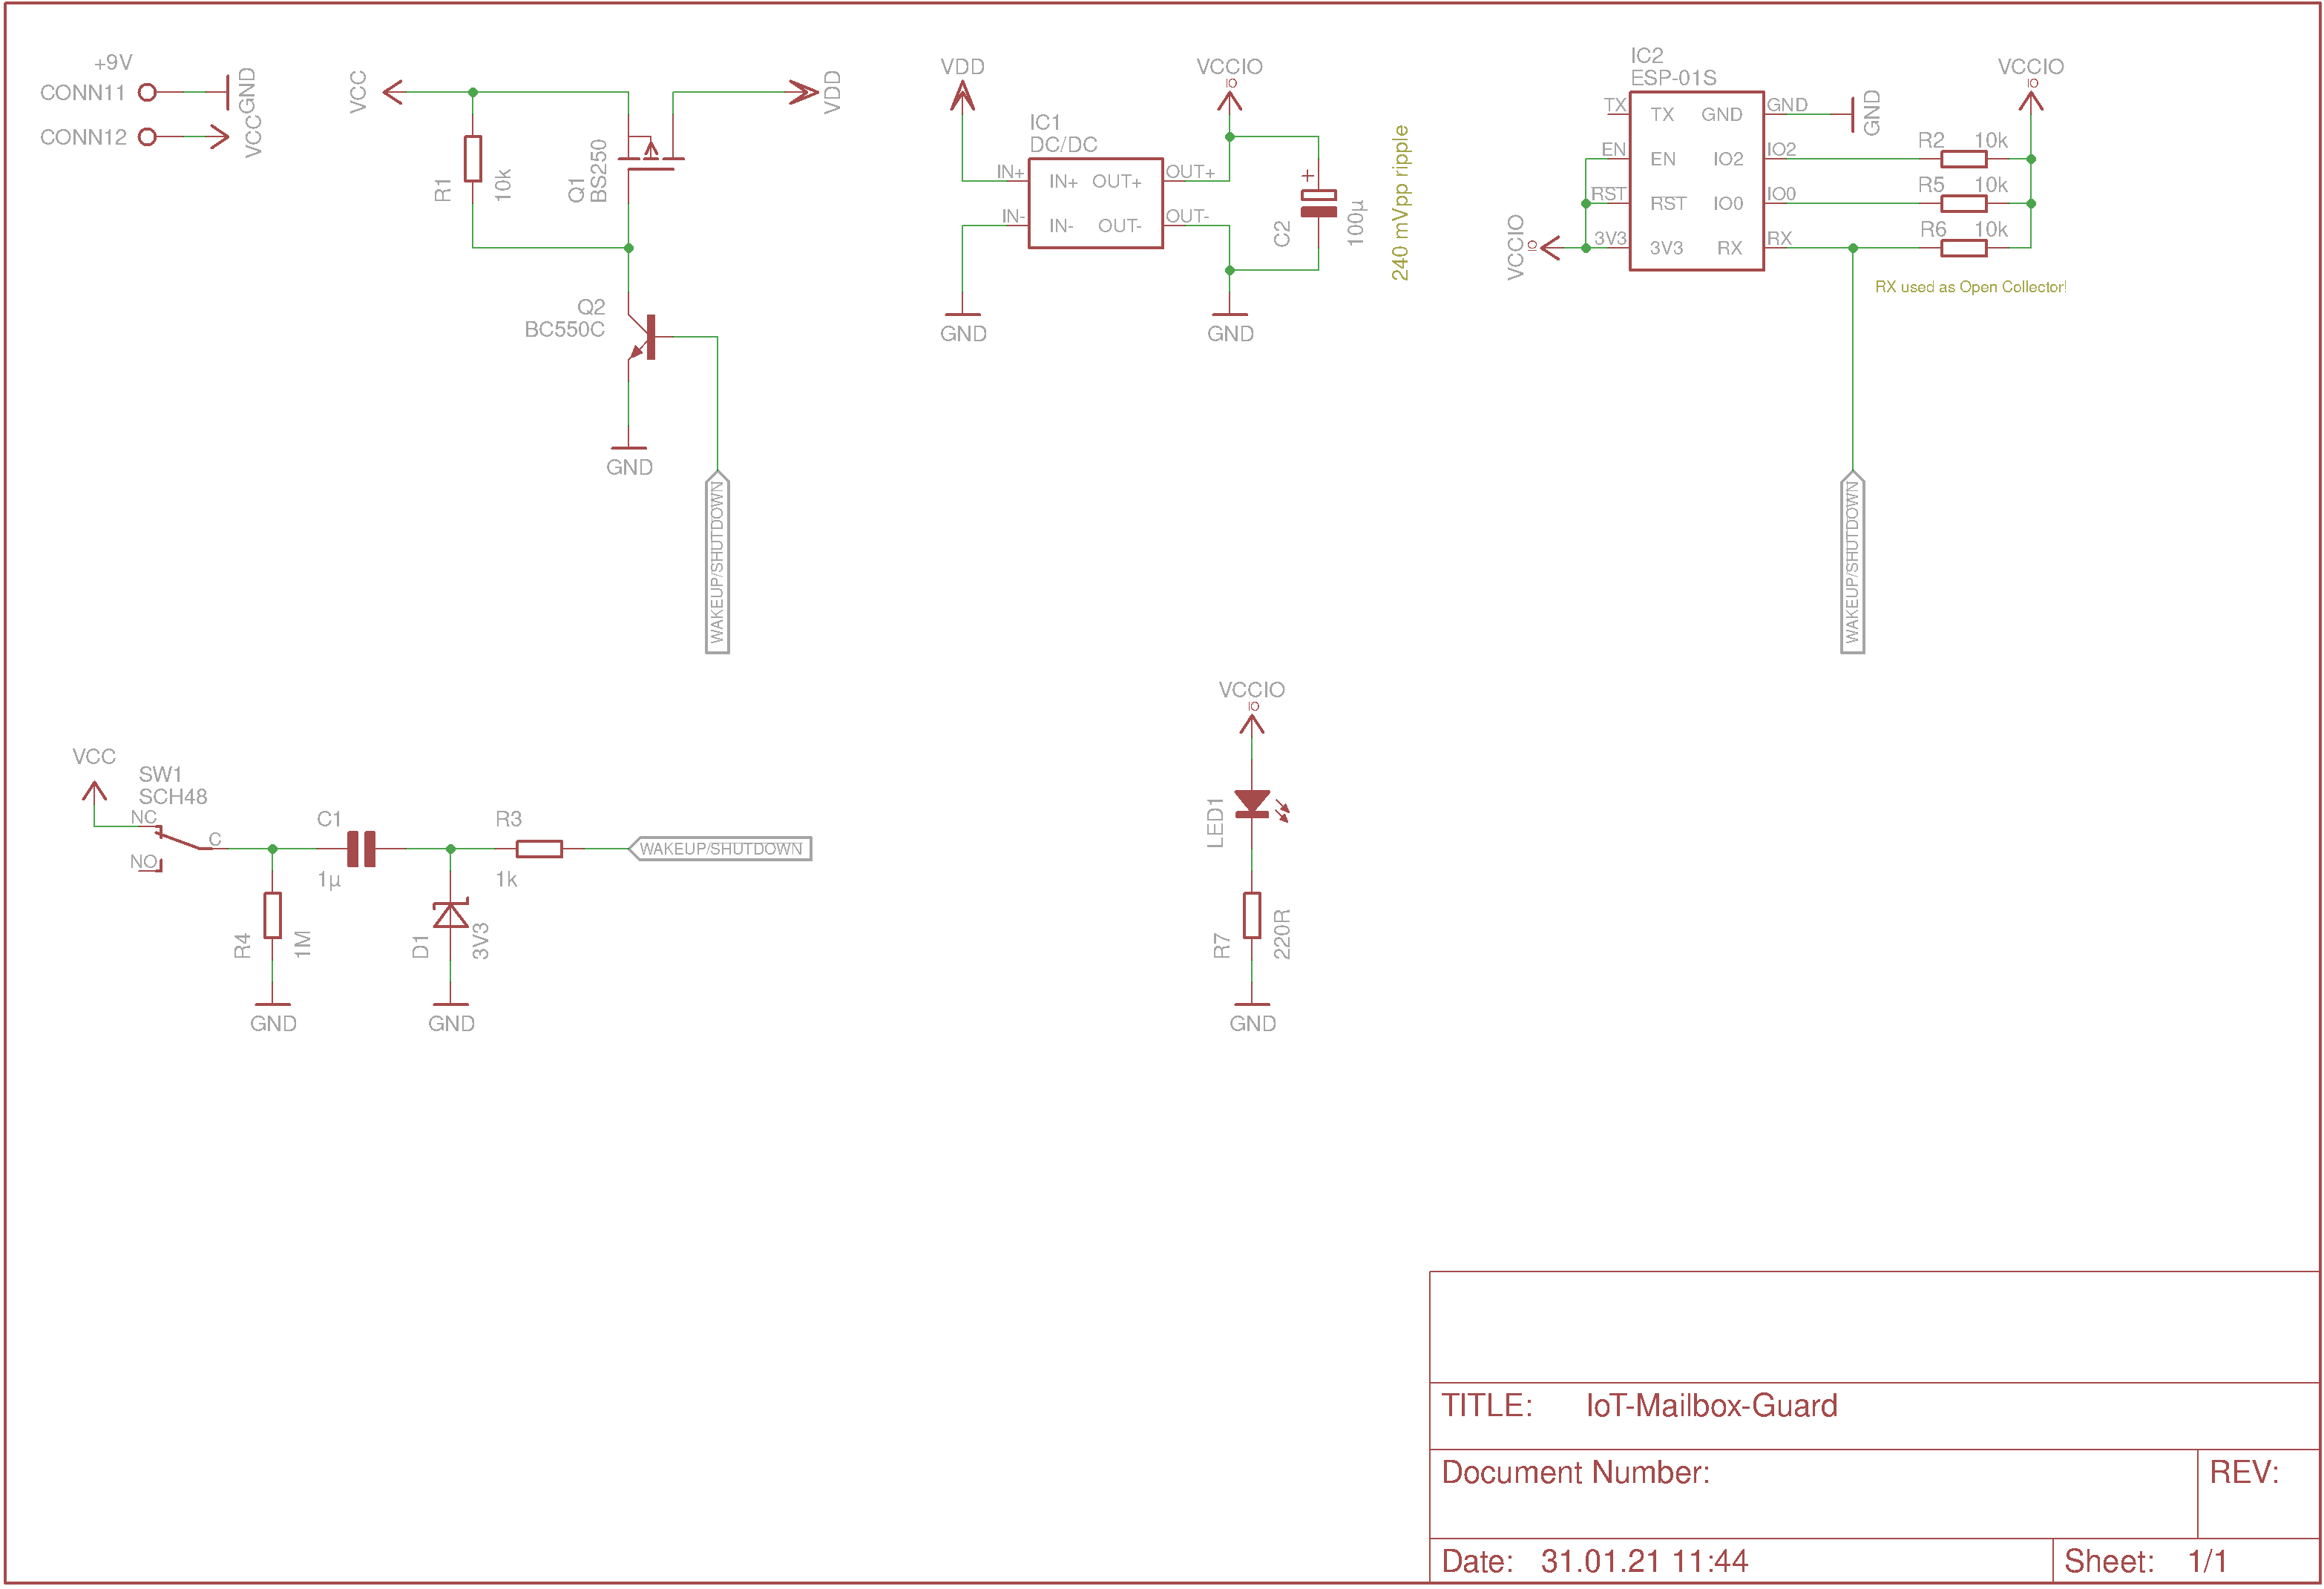 +9V
CONN11
GND
CONN12
VCC
VCC
VDD
R1
10k
Q1
BS250
Q2
BC550C
GND
WAKEUP/SHUTDOWN
VDD
VCCIO
IO
IC1
DC/DC
IN+ IN+ OUT+ OUT+
IN- IN- OUT- OUT-
+
C2
100µ
240 mVpp ripple
GND
GND
IC2
ESP-01S
TX TX GND GND
GND
EN EN IO2 IO2
RST RST IO0 IO0
3V3 3V3 RX RX
VCCIO
IO
VCCIO
IO
R2 10k
R5 10k
R6 10k
RX used as Open Collector!
WAKEUP/SHUTDOWN
VCC
SW1
SCH48
NC
C
NO
C1
1µ
R3
1k
WAKEUP/SHUTDOWN
R4
1M
D1
3V3
GND
GND
VCCIO
IO
LED1
R7
220R
GND
TITLE: IoT-Mailbox-Guard
Document Number:
REV:
Date: 31.01.21 11:44
Sheet: 1/1